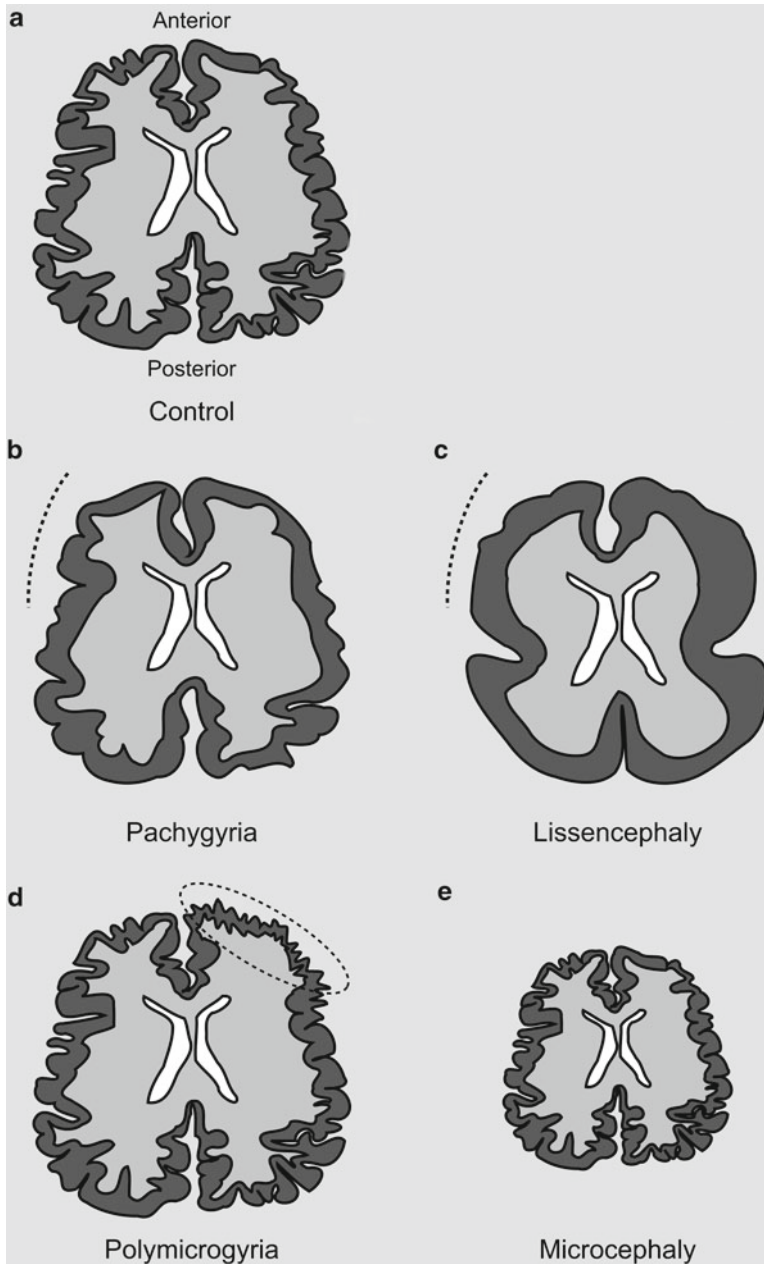 a
Anterior
Posterior
Control
b
Pachygyria
c
Lissencephaly
d
Polymicrogyria
e
Microcephaly